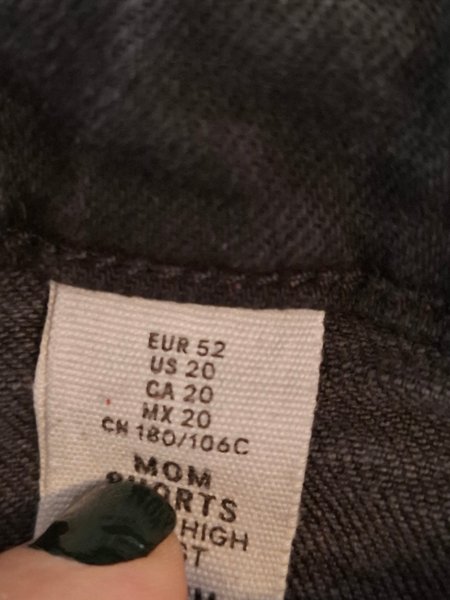 EUR 52
US 20
CA 20
MX 20
CN 180/106C
MOM
SHORTS
HIGH